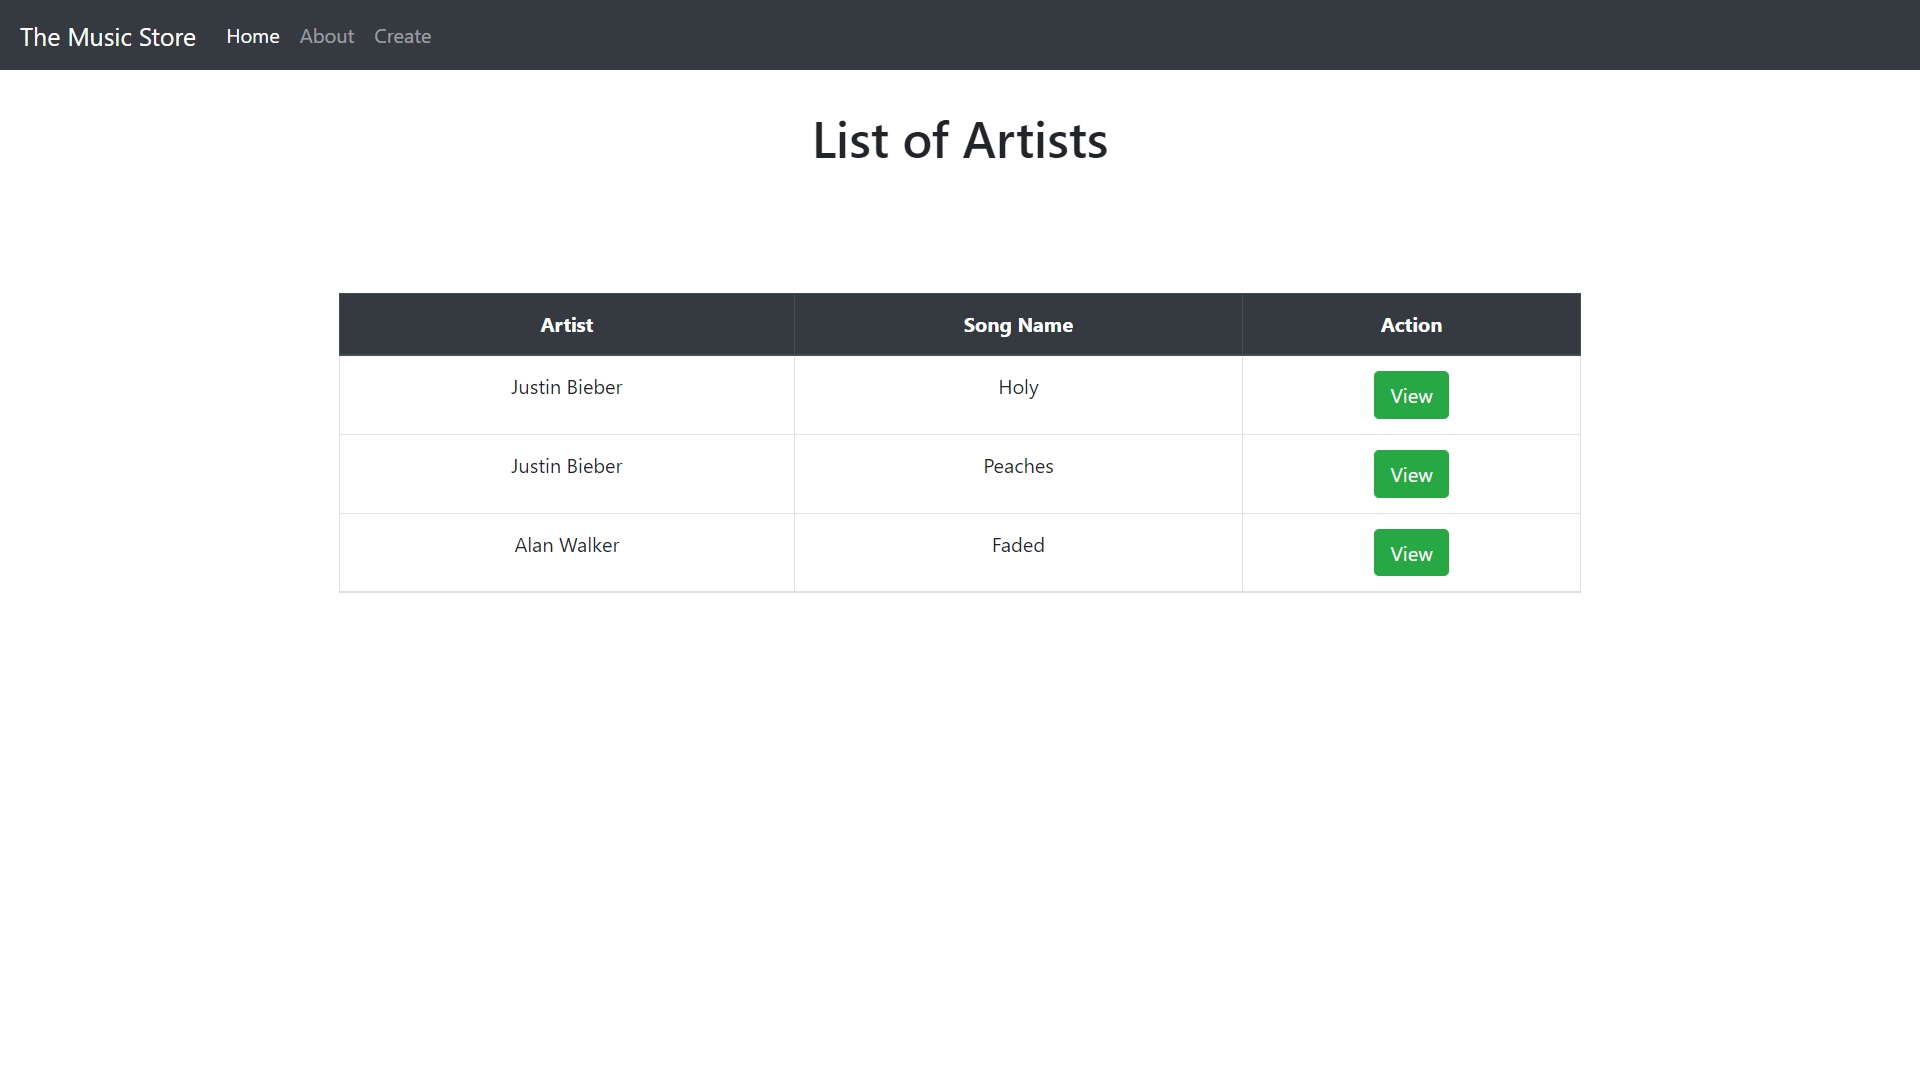 The Music Store Home About Create
List of Artists
Artist Song Name Action
Justin Bieber Holy View
Justin Bieber Peaches View
Alan Walker Faded View